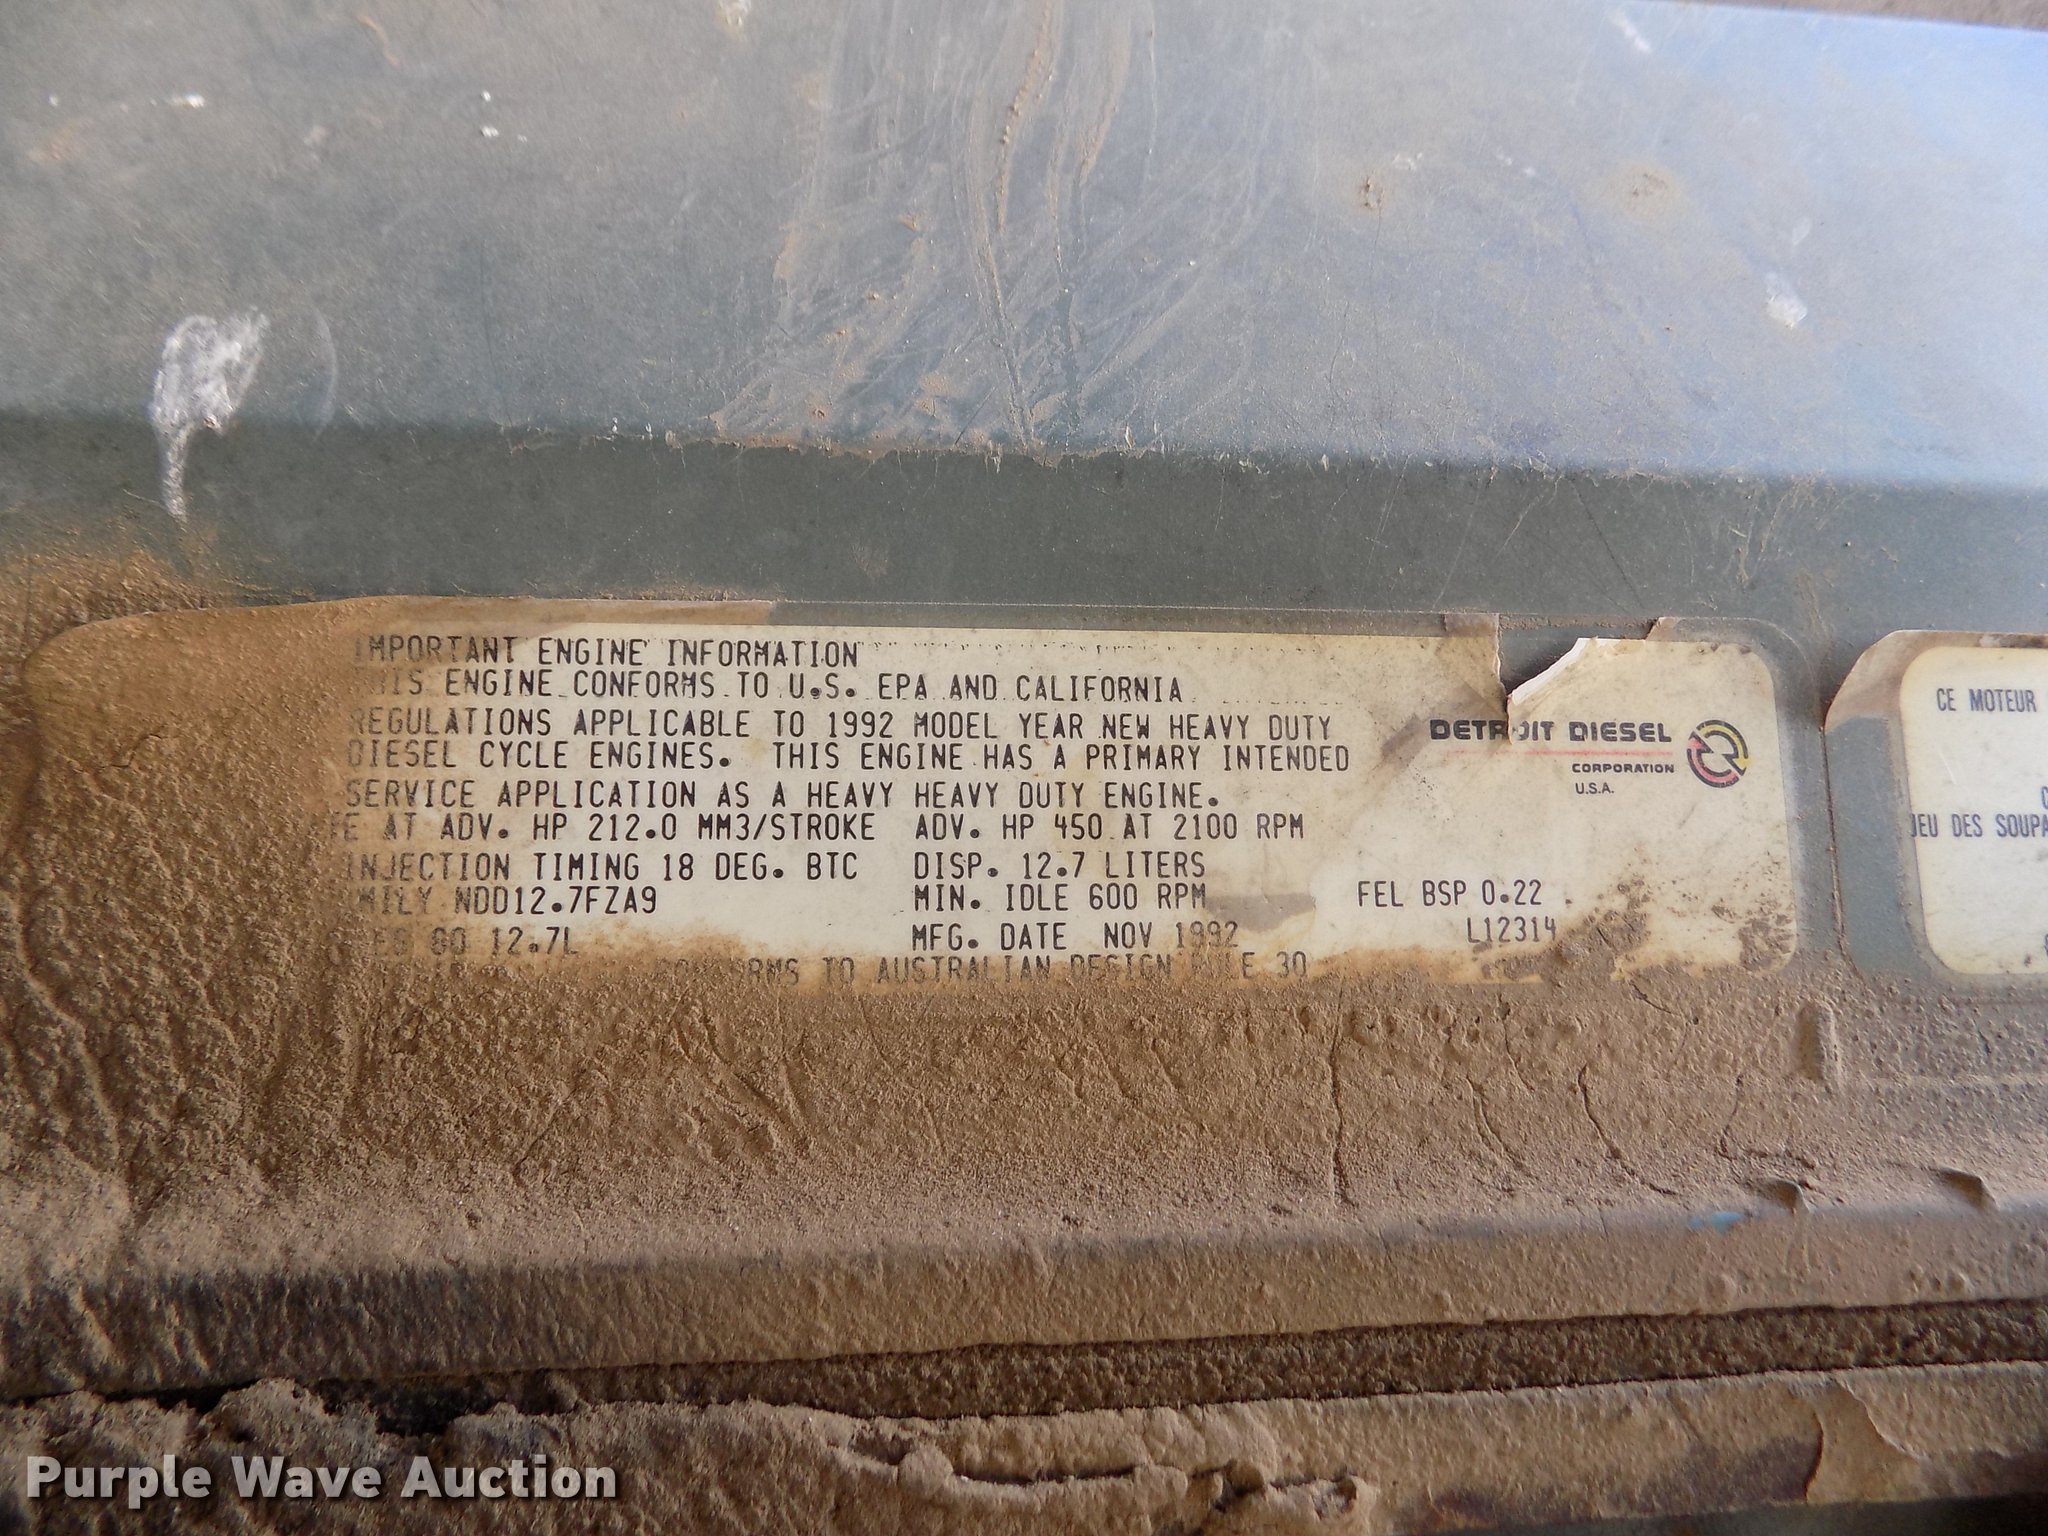 IMPORTANT ENGINE INFORMATION
THIS ENGINE CONFORMS TO U.S. EPA AND CALIFORNIA
REGULATIONS APPLICABLE TO 1992 MODEL YEAR NEW HEAVY DUTY
DIESEL CYCLE ENGINES. THIS ENGINE HAS A PRIMARY INTENDED
SERVICE APPLICATION AS A HEAVY HEAVY DUTY ENGINE.
AT ADV. HP 212.0 MM3/STROKE ADV. HP 450 AT 2100 RPM
INJECTION TIMING 18 DEG. BTC DISP. 12.7 LITERS
NDD12.7FZA9 MIN. IDLE 600 RPM FEL BSP 0.22
60 12.7L MFG. DATE NOV 1992 L12314
CONFORMS TO AUSTRALIAN DESIGN RULE 30
DETROIT DIESEL
CORPORATION
U.S.A.
CE MOTEUR
JEU DES
Purple Wave Auction